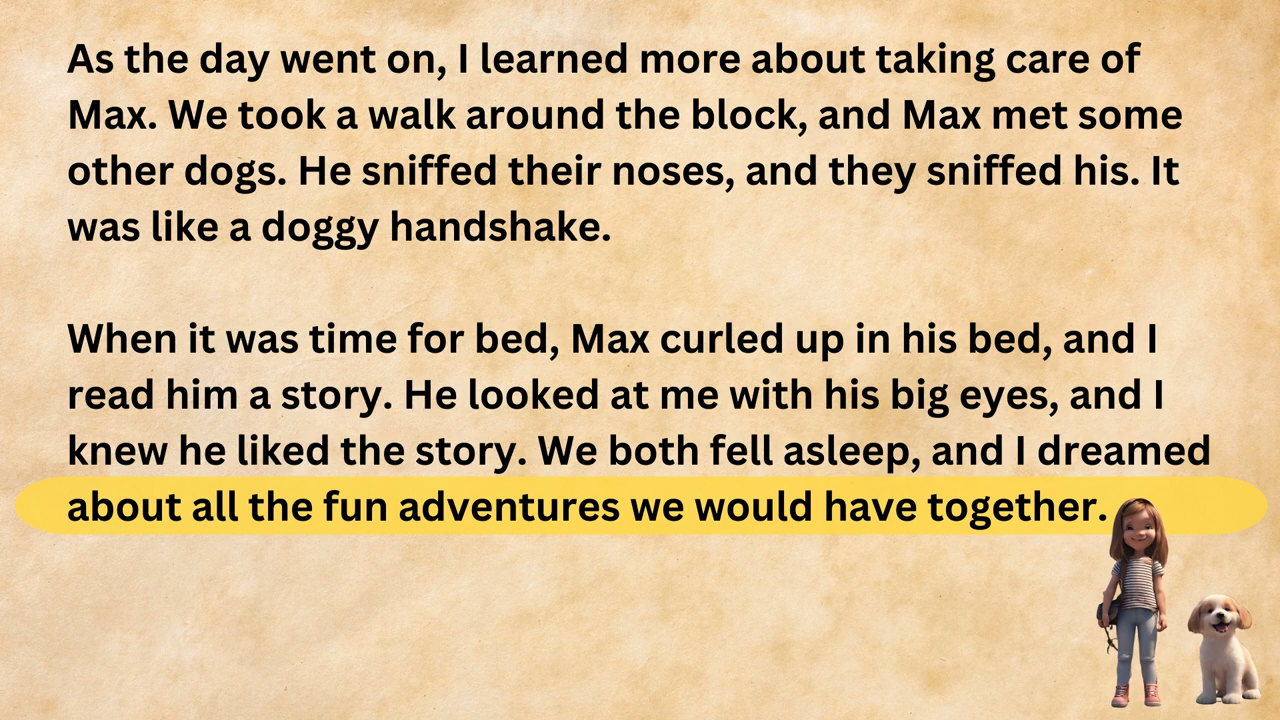 As the day went on, I learned more about taking care of
Max. We took a walk around the block, and Max met some
other dogs. He sniffed their noses, and they sniffed his. It
was like a doggy handshake.
When it was time for bed, Max curled up in his bed, and I
read him a story. He looked at me with his big eyes, and I
knew he liked the story. We both fell asleep, and I dreamed
about all the fun adventures we would have together.